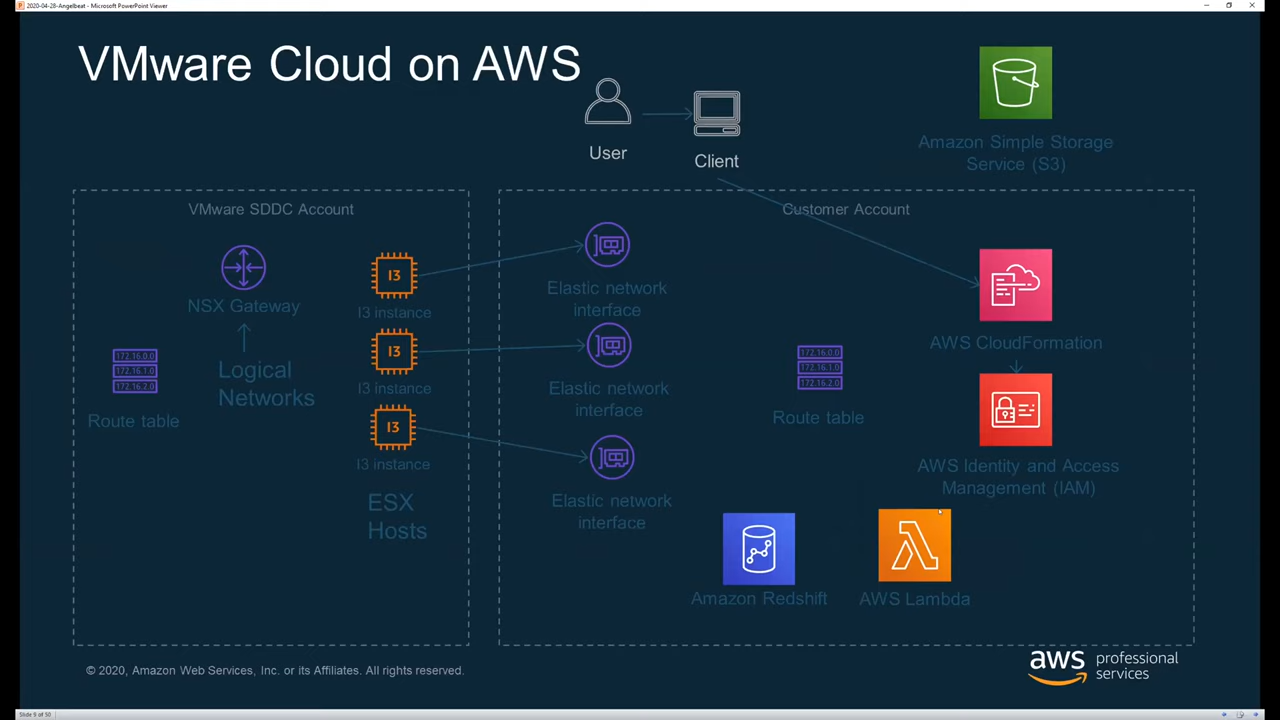 2020-04-28-Angelbeat - Microsoft PowerPoint Viewer
VMware Cloud on AWS
User
Client
Amazon Simple Storage
Service (S3)
VMware SDDC Account
Customer Account
NSX Gateway
Logical
Networks
172.16.0.0
172.16.1.0
172.16.2.0
Route table
I3
I3 instance
I3
I3 instance
I3
I3 instance
ESX
Hosts
Elastic network
interface
Elastic network
interface
Elastic network
interface
172.16.0.0
172.16.1.0
172.16.2.0
Route table
AWS CloudFormation
AWS Identity and Access
Management (IAM)
Amazon Redshift
AWS Lambda
© 2020, Amazon Web Services, Inc. or its Affiliates. All rights reserved.
aws professional
services
Slide 9 of 50